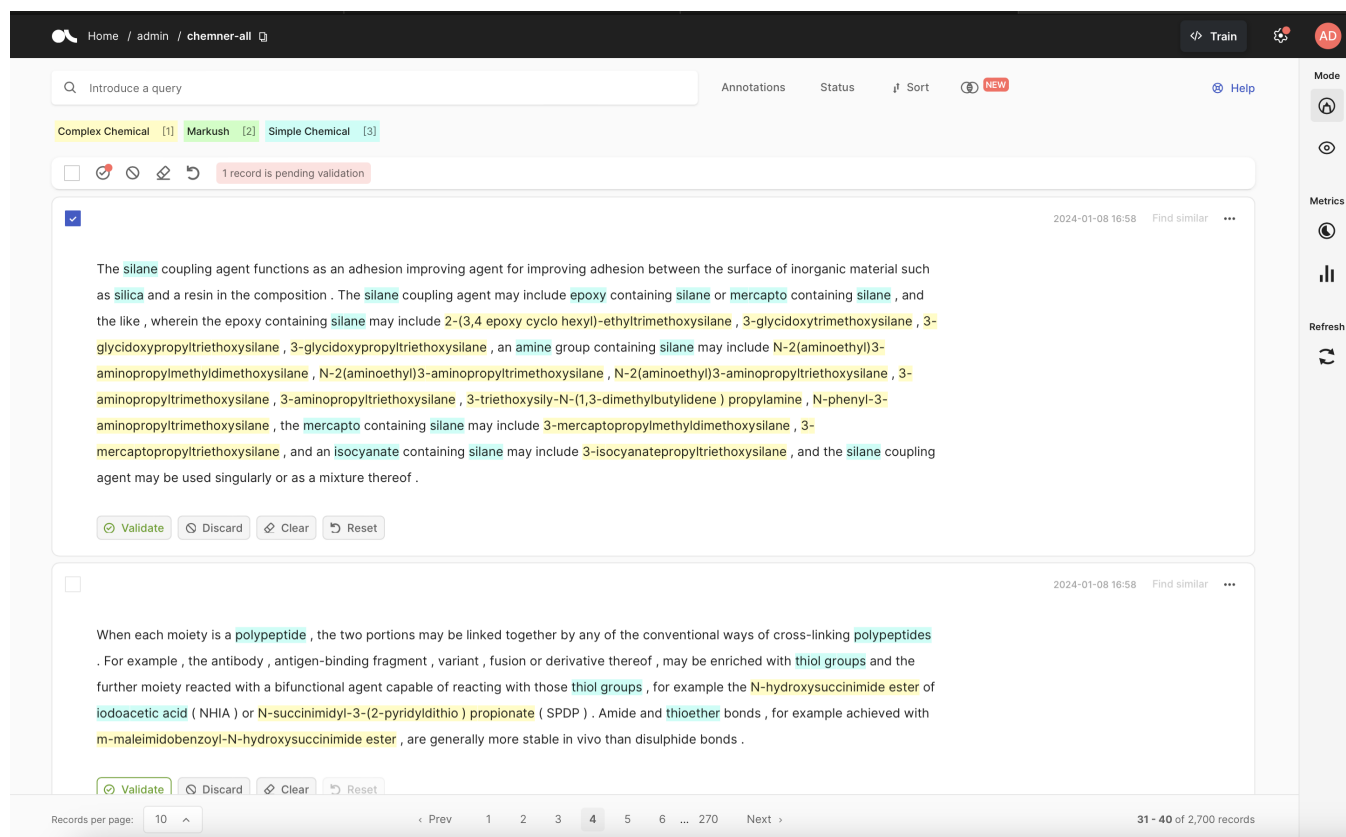 Home / admin / chemner-all
Train
AD
Introduce a query
Annotations
Status
Sort
NEW
Help
Mode
Complex Chemical [1] Markush [2] Simple Chemical [3]
1 record is pending validation
Metrics
Refresh
2024-01-08 16:58 Find similar
The silane coupling agent functions as an adhesion improving agent for improving adhesion between the surface of inorganic material such
as silica and a resin in the composition . The silane coupling agent may include epoxy containing silane or mercapto containing silane , and
the like , wherein the epoxy containing silane may include 2-(3,4 epoxy cyclo hexyl)-ethyltrimethoxysilane , 3-glycidoxytrimethoxysilane , 3-
glycidoxypropyltriethoxysilane , 3-glycidoxypropyltriethoxysilane , an amine group containing silane may include N-2(aminoethyl)3-
aminopropylmethyldimethoxysilane , N-2(aminoethyl)3-aminopropyltrimethoxysilane , N-2(aminoethyl)3-aminopropyltriethoxysilane , 3-
aminopropyltrimethoxysilane , 3-aminopropyltriethoxysilane , 3-triethoxysily-N-(1,3-dimethylbutylidene ) propylamine , N-phenyl-3-
aminopropyltrimethoxysilane , the mercapto containing silane may include 3-mercaptopropylmethyldimethoxysilane , 3-
mercaptopropyltriethoxysilane , and an isocyanate containing silane may include 3-isocyanatepropyltriethoxysilane , and the silane coupling
agent may be used singularly or as a mixture thereof .
Validate Discard Clear Reset
2024-01-08 16:58 Find similar
When each moiety is a polypeptide , the two portions may be linked together by any of the conventional ways of cross-linking polypeptides
. For example , the antibody , antigen-binding fragment , variant , fusion or derivative thereof , may be enriched with thiol groups and the
further moiety reacted with a bifunctional agent capable of reacting with those thiol groups , for example the N-hydroxysuccinimide ester of
iodoacetic acid ( NHIA ) or N-succinimidyl-3-(2-pyridyldithio ) propionate ( SPDP ) . Amide and thioether bonds , for example achieved with
m-maleimidobenzoyl-N-hydroxysuccinimide ester , are generally more stable in vivo than disulphide bonds .
Validate Discard Clear Reset
Records per page: 10
‹ Prev 1 2 3 4 5 6 ... 270 Next ›
31 - 40 of 2,700 records